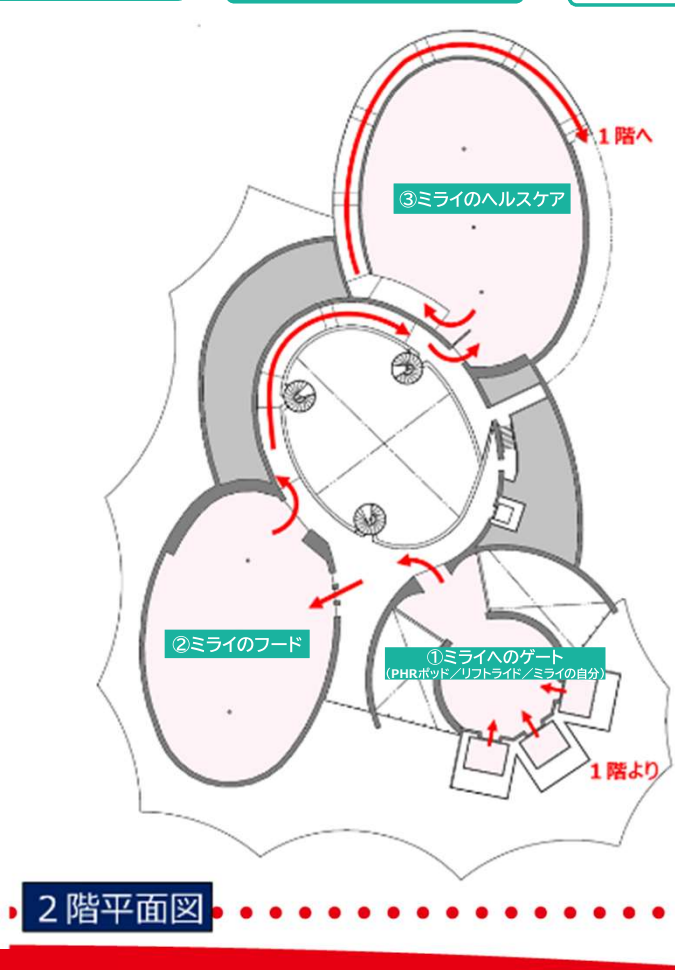 1階へ
③ミライのヘルスケア
②ミライのフード
①ミライへのゲート
(PHRポッド/リフトライド/ミライの自分)
1階より
2階平面図